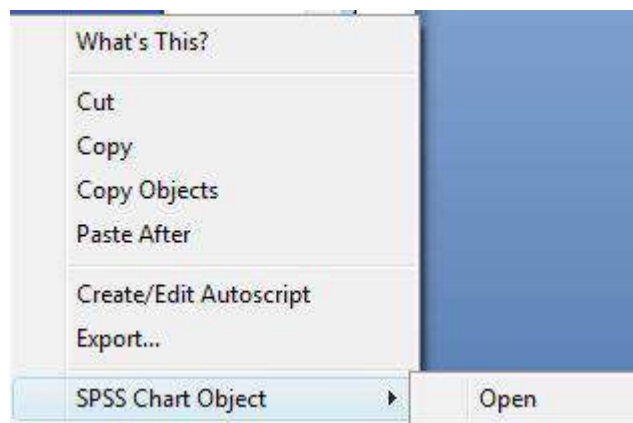 What's This?
Cut
Copy
Copy Objects
Paste After
Create/Edit Autoscript
Export...
SPSS Chart Object
Open